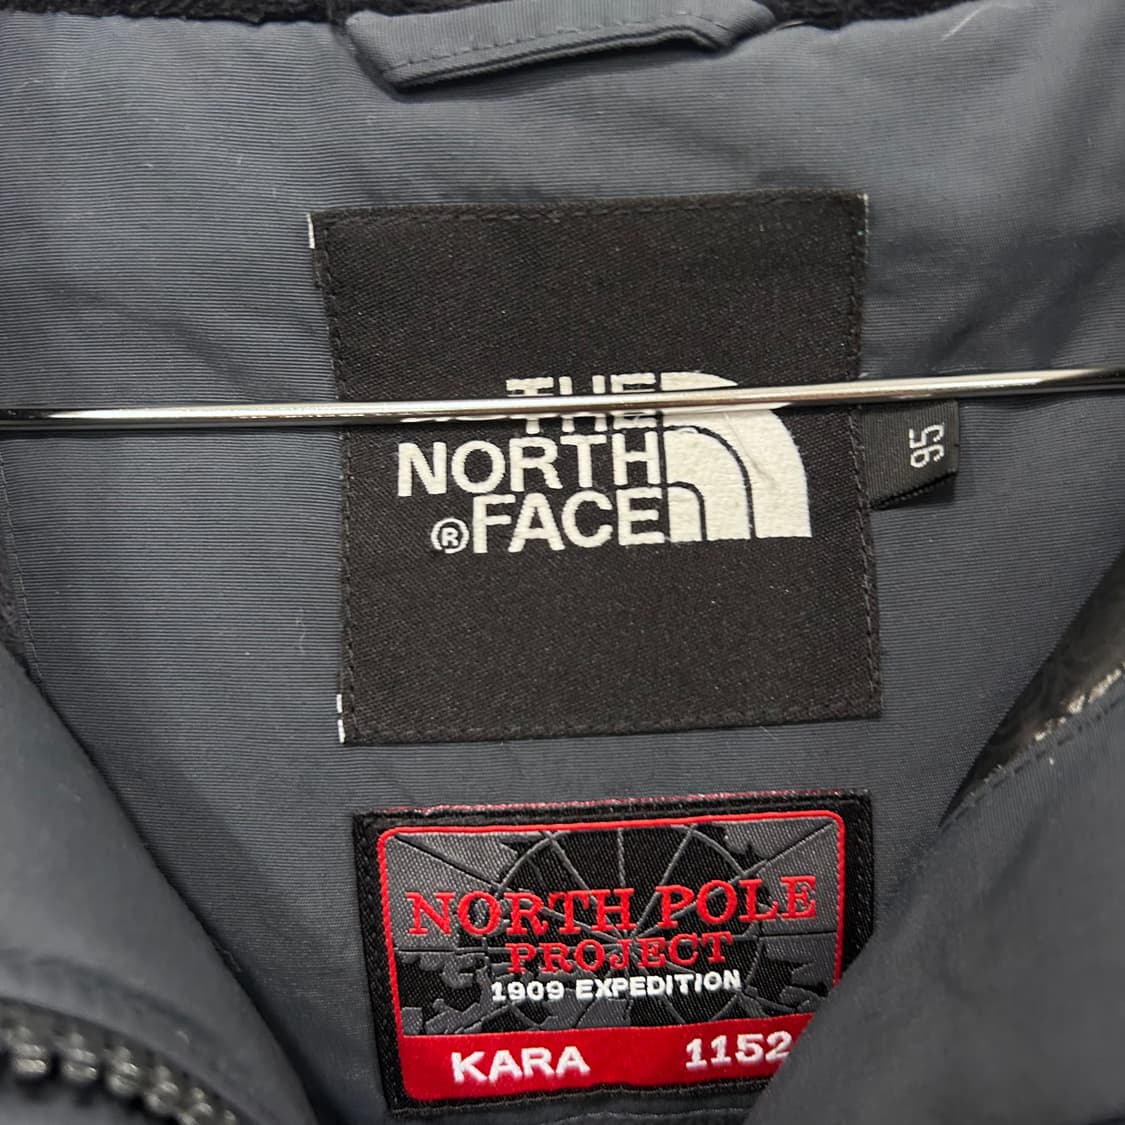 THE
NORTH
®FACE
95
NORTH POLE
PROJECT
1909 EXPEDITION
KARA 1152